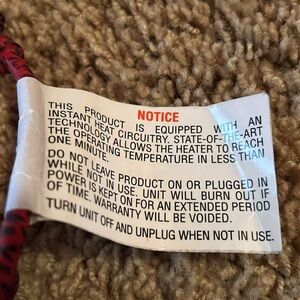 NOTICE
THIS PRODUCT IS EQUIPPED WITH AN
INSTANT HEAT CIRCUITRY. STATE-OF-THE-ART
TECHNOLOGY ALLOWS THE HEATER TO REACH
THE OPERATING TEMPERATURE IN LESS THAN
ONE MINUTE.
DO NOT LEAVE PRODUCT ON OR PLUGGED IN
WHILE NOT IN USE. UNIT WILL BURN OUT IF
POWER IS KEPT ON FOR AN EXTENDED PERIOD
OF TIME. WARRANTY WILL BE VOIDED.
TURN UNIT OFF AND UNPLUG WHEN NOT IN USE.